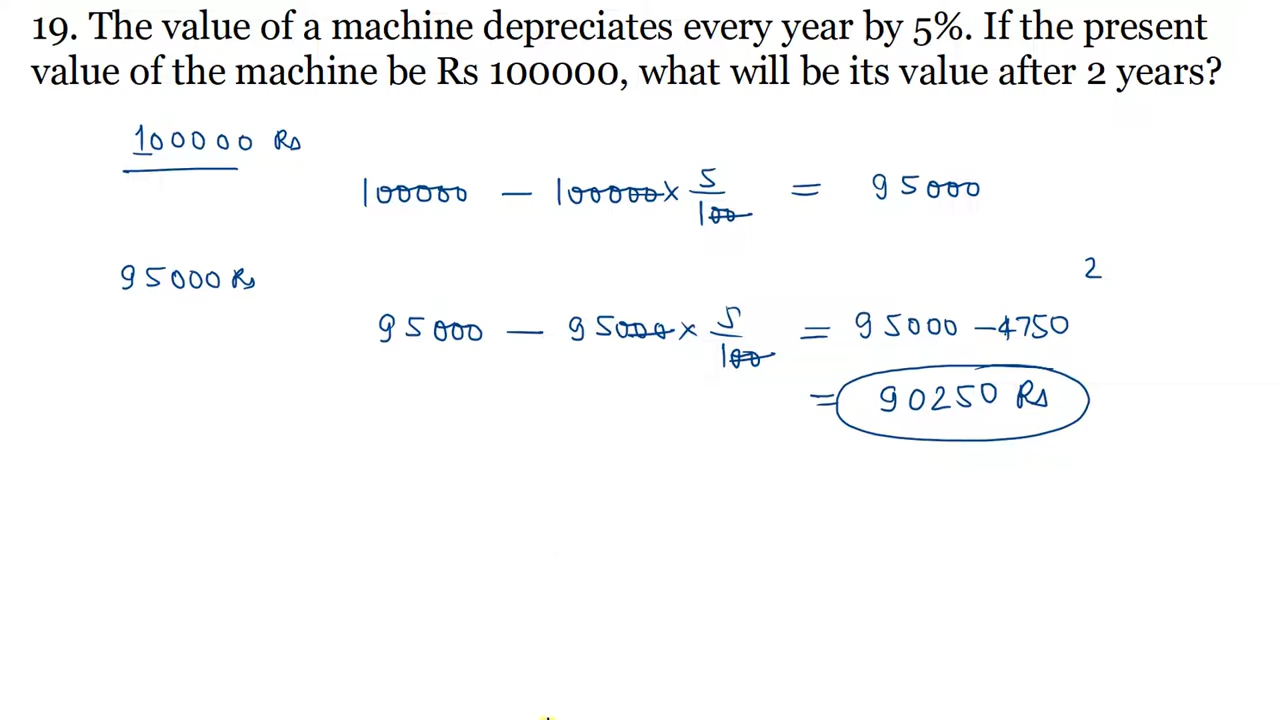 19. The value of a machine depreciates every year by 5%. If the present
value of the machine be Rs 100000, what will be its value after 2 years?
100000 Rs
100000 — 100000 × 5/100 = 95000
95000 Rs
2
95000 — 95000 × 5/100 = 95000 - 4750
= 90250 Rs